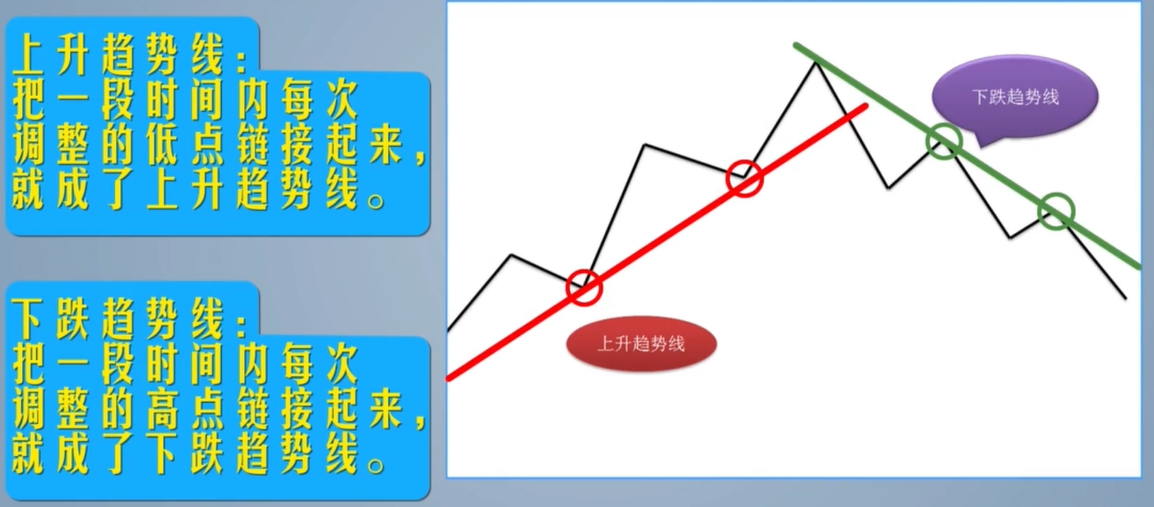 上升趋势线：
把一段时间内每次
调整的低点链接起来，
就成了上升趋势线。
下跌趋势线：
把一段时间内每次
调整的高点链接起来，
就成了下跌趋势线。
下跌趋势线
上升趋势线